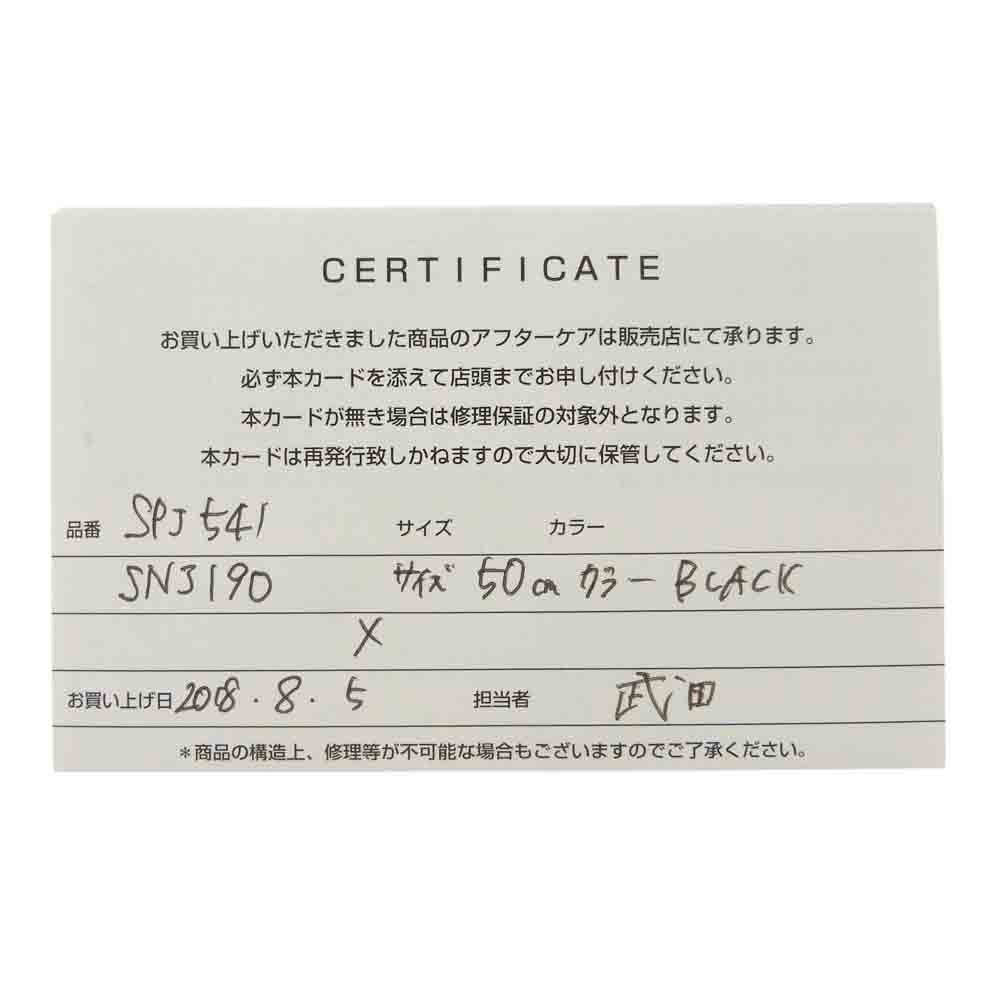 CERTIFICATE
お買い上げいただきました商品のアフターケアは販売店にて承ります。
必ず本カードを添えて店頭までお申し付けください。
本カードが無き場合は修理保証の対象外となります。
本カードは再発行致しかねますので大切に保管してください。
品番 SPJ541 サイズ カラー
SNJ190 サイズ 50cm カラー BLACK
X
お買い上げ日 2008.8.5 担当者 武田
*商品の構造上、修理等が不可能な場合もございますのでご了承ください。